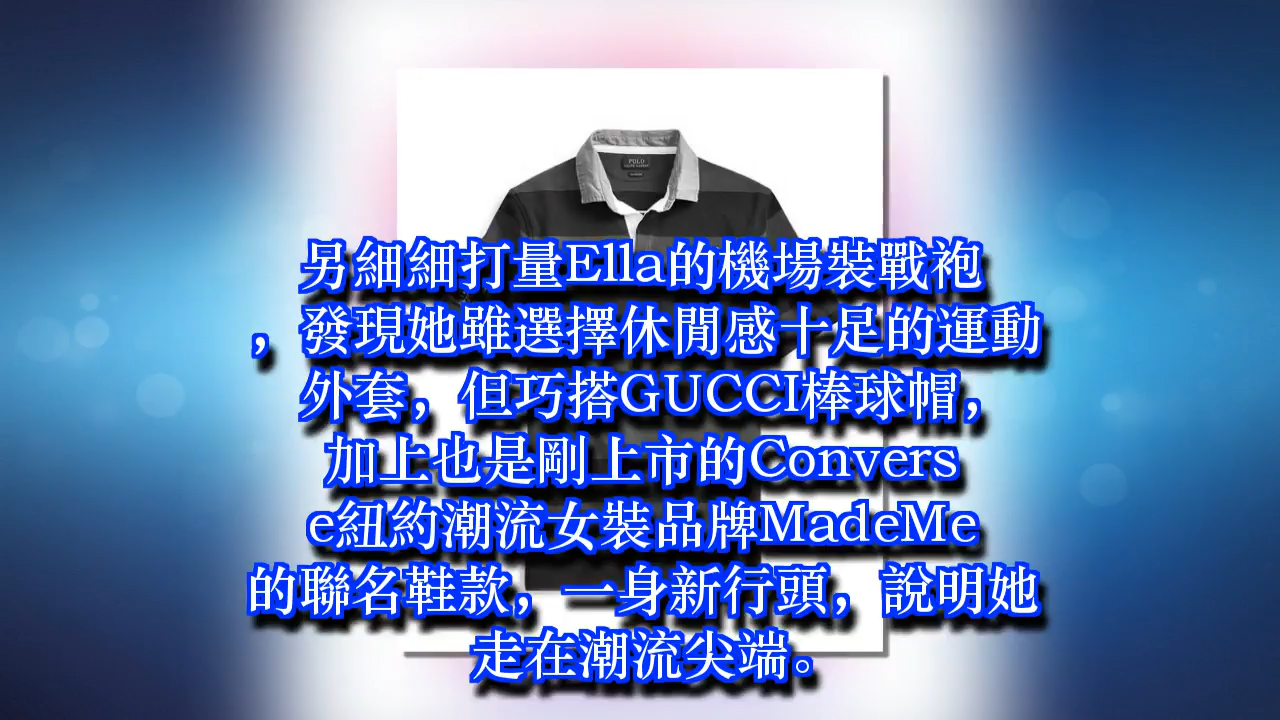 POLO
另細細打量Ella的機場裝戰袍
，發現她雖選擇休閒感十足的運動
外套，但巧搭GUCCI棒球帽，
加上也是剛上市的Convers
e紐約潮流女裝品牌MadeMe
的聯名鞋款，一身新行頭，說明她
走在潮流尖端。